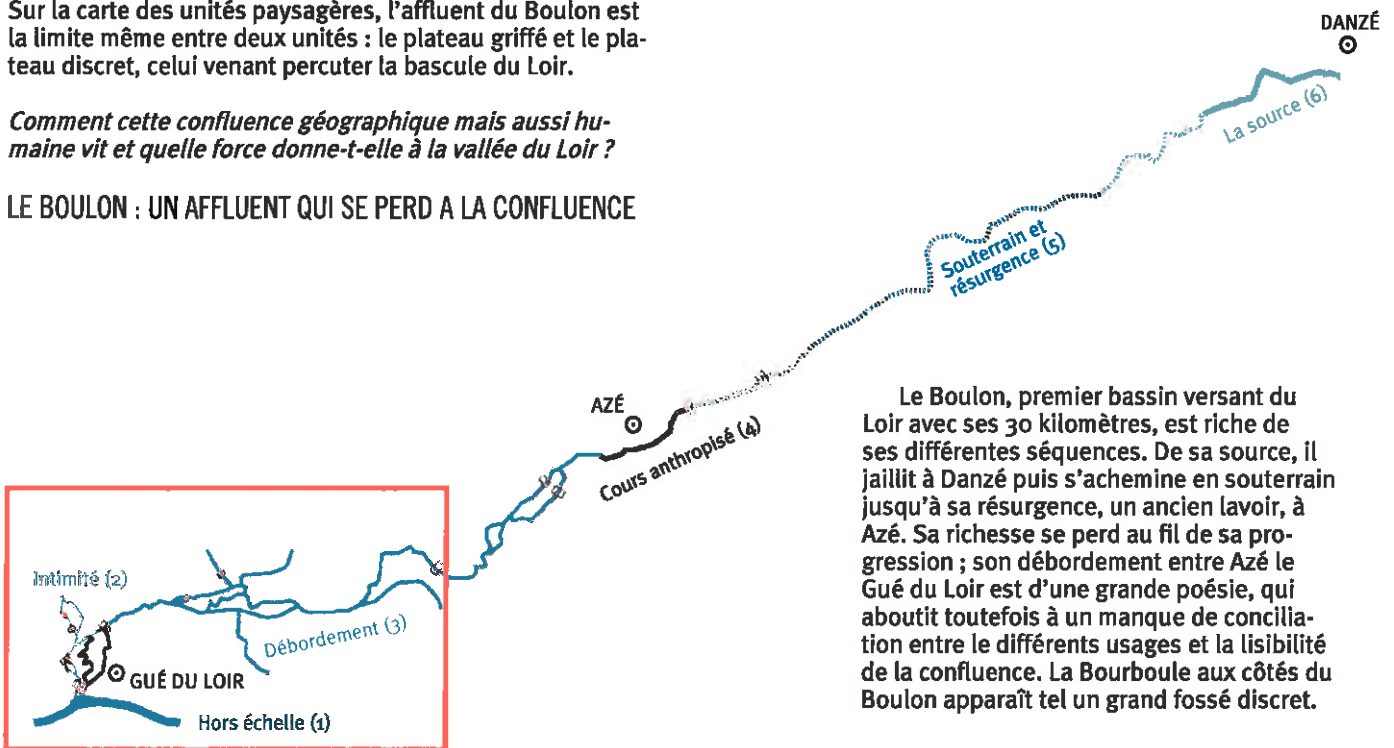 Sur la carte des unités paysagères, l'affluent du Boulon est
la limite même entre deux unités : le plateau griffé et le pla-
teau discret, celui venant percuter la bascule du Loir.
Comment cette confluence géographique mais aussi hu-
maine vit et quelle force donne-t-elle à la vallée du Loir ?
LE BOULON : UN AFFLUENT QUI SE PERD A LA CONFLUENCE
DANZÉ
La source (6)
Souterrain et
résurgence (5)
AZÉ
Cours anthropisé (4)
Intimité (2)
Débordement (3)
GUÉ DU LOIR
Hors échelle (1)
Le Boulon, premier bassin versant du
Loir avec ses 30 kilomètres, est riche de
ses différentes séquences. De sa source, il
jaillit à Danzé puis s'achemine en souterrain
jusqu'à sa résurgence, un ancien lavoir, à
Azé. Sa richesse se perd au fil de sa pro-
gression ; son débordement entre Azé le
Gué du Loir est d'une grande poésie, qui
aboutit toutefois à un manque de concilia-
tion entre le différents usages et la lisibilité
de la confluence. La Bourboule aux côtés du
Boulon apparaît tel un grand fossé discret.